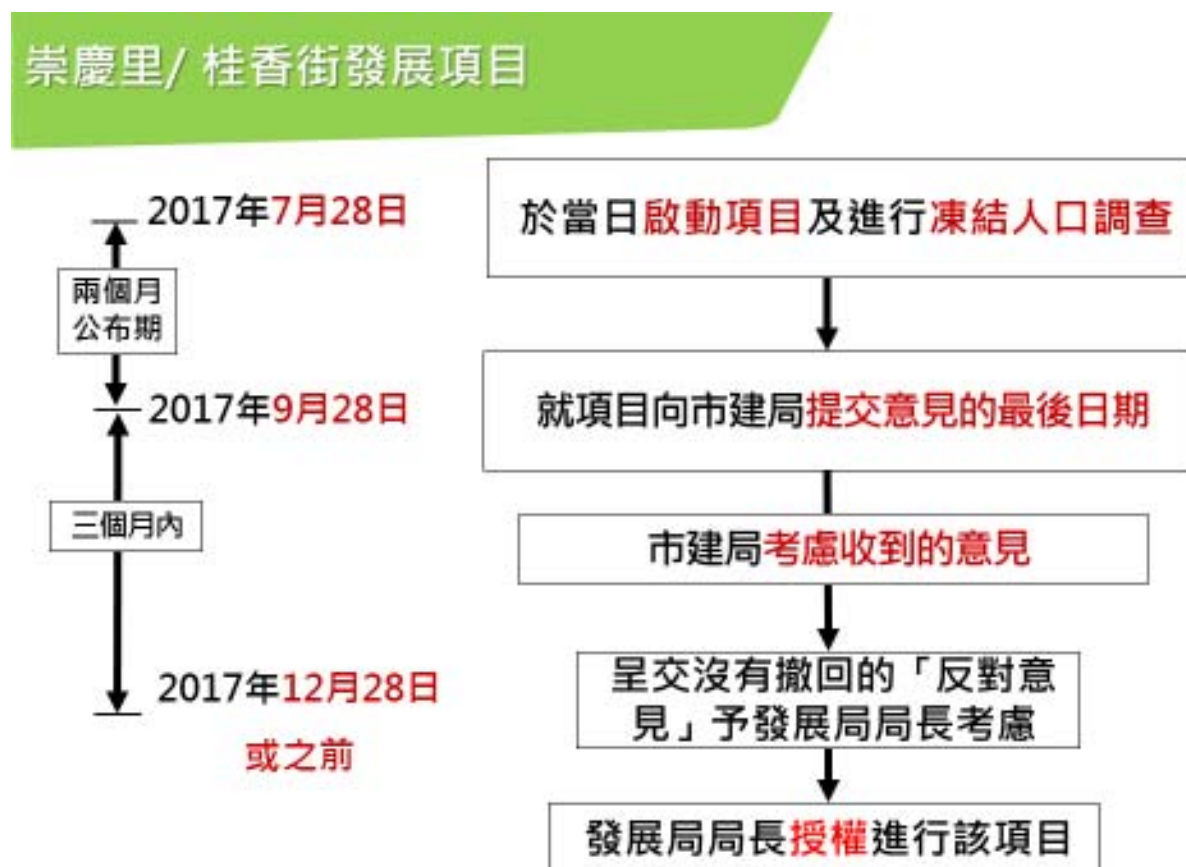 崇慶里/ 桂香街發展項目
2017年7月28日
兩個月
公布期
2017年9月28日
三個月內
2017年12月28日
或之前
於當日啟動項目及進行凍結人口調查
就項目向市建局提交意見的最後日期
市建局考慮收到的意見
呈交沒有撤回的「反對意
見」予發展局局長考慮
發展局局長授權進行該項目